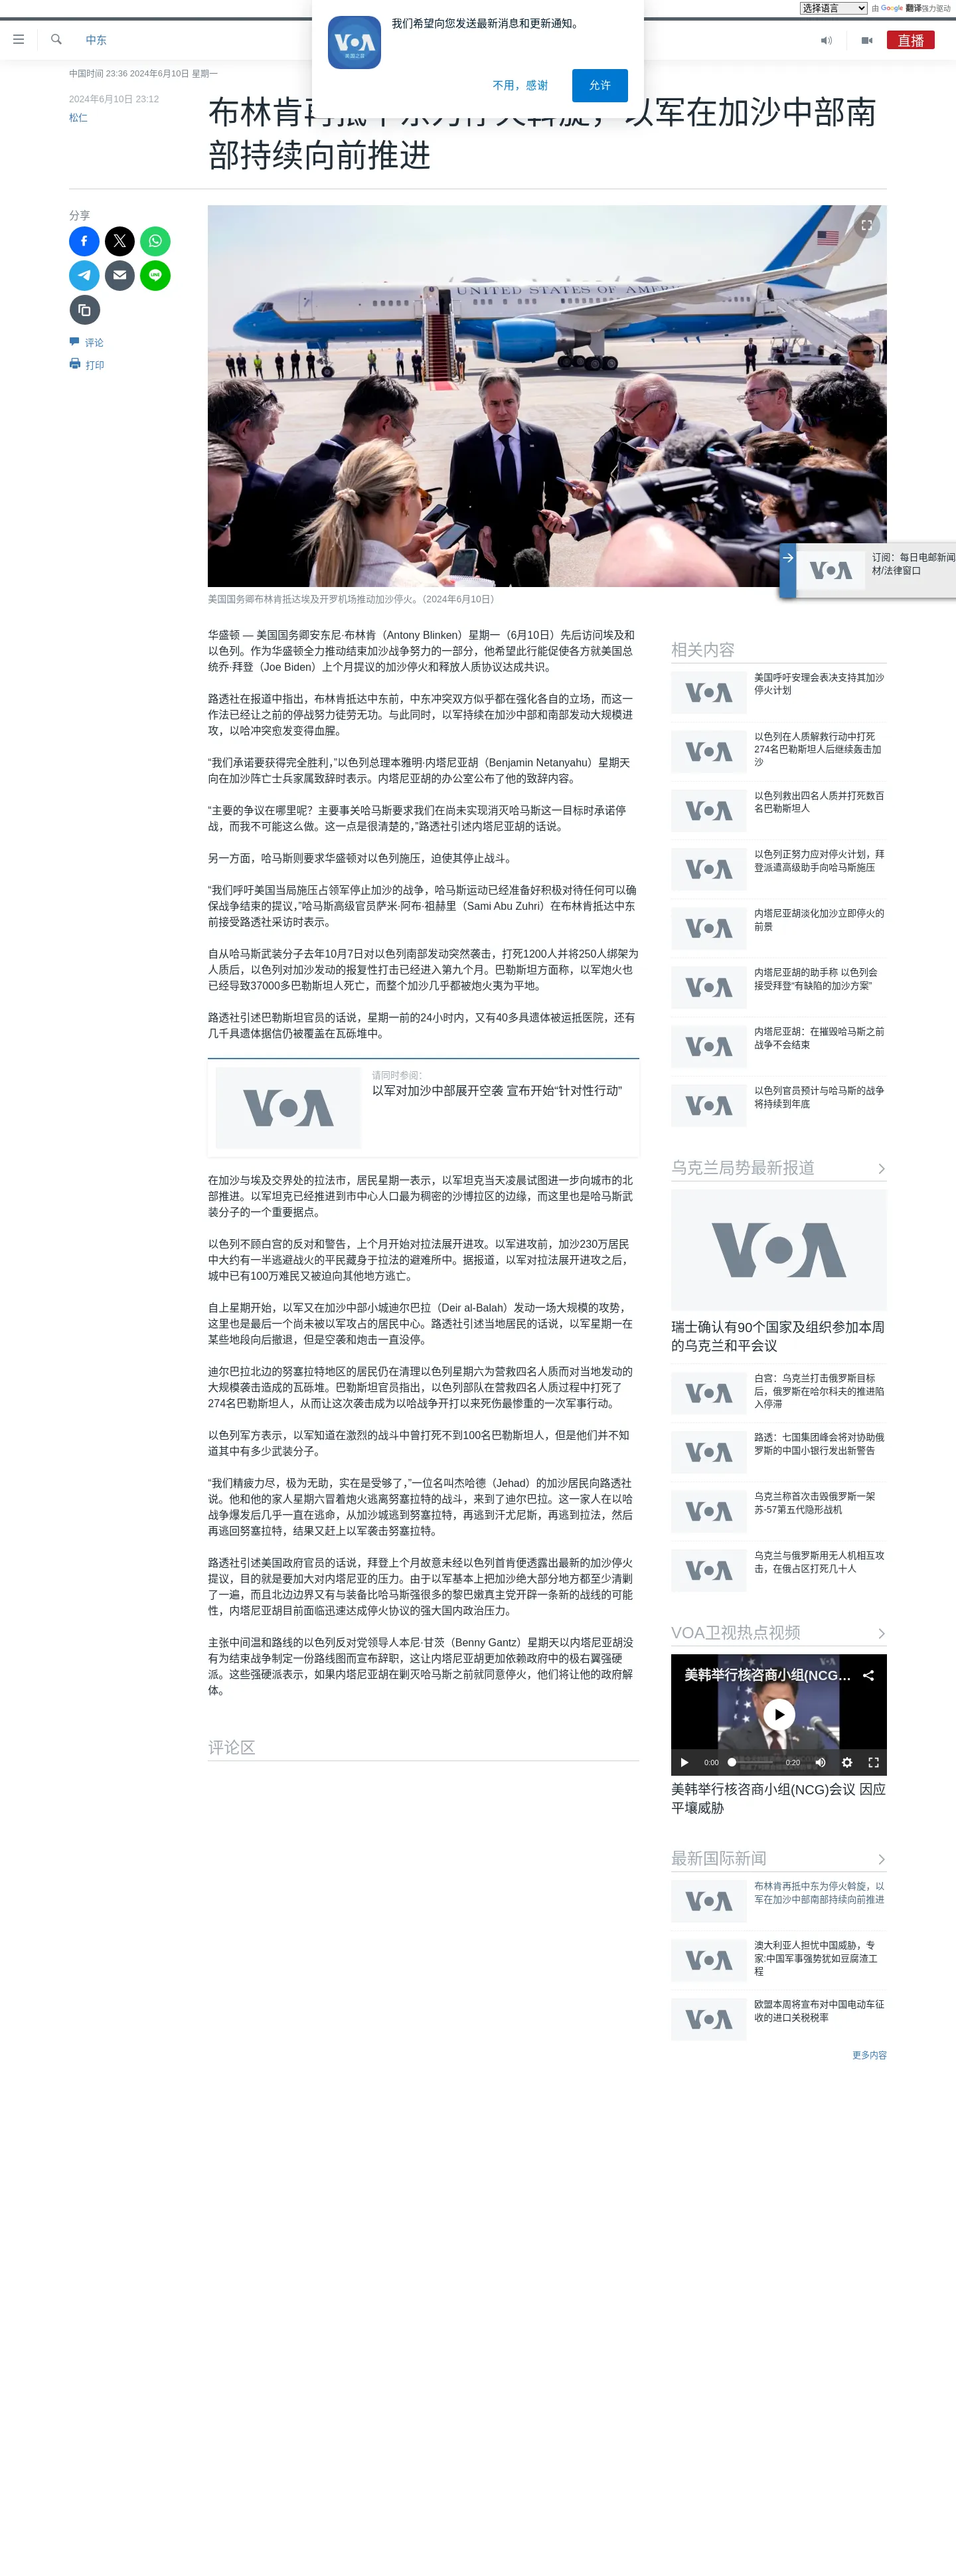 选择语言 由 Google 翻译强力驱动
我们希望向您发送最新消息和更新通知。
不用，感谢 允许
VOA
美国之音
中东
直播
中国时间 23:36 2024年6月10日 星期一
2024年6月10日 23:12
松仁
布林肯再抵中东为停火斡旋，以军在加沙中部南
部持续向前推进
分享
评论
打印
UNITED STATES OF AMERICA
美国国务卿布林肯抵达埃及开罗机场推动加沙停火。（2024年6月10日）
VOA
订阅：每日电邮新闻
材/法律窗口
华盛顿 — 美国国务卿安东尼·布林肯（Antony Blinken）星期一（6月10日）先后访问埃及和
以色列。作为华盛顿全力推动结束加沙战争努力的一部分，他希望此行能促使各方就美国总
统乔·拜登（Joe Biden）上个月提议的加沙停火和释放人质协议达成共识。
路透社在报道中指出，布林肯抵达中东前，中东冲突双方似乎都在强化各自的立场，而这一
作法已经让之前的停战努力徒劳无功。与此同时，以军持续在加沙中部和南部发动大规模进
攻，以哈冲突愈发变得血腥。
“我们承诺要获得完全胜利，”以色列总理本雅明·内塔尼亚胡（Benjamin Netanyahu）星期天
向在加沙阵亡士兵家属致辞时表示。内塔尼亚胡的办公室公布了他的致辞内容。
“主要的争议在哪里呢？主要事关哈马斯要求我们在尚未实现消灭哈马斯这一目标时承诺停
战，而我不可能这么做。这一点是很清楚的，”路透社引述内塔尼亚胡的话说。
另一方面，哈马斯则要求华盛顿对以色列施压，迫使其停止战斗。
“我们呼吁美国当局施压占领军停止加沙的战争，哈马斯运动已经准备好积极对待任何可以确
保战争结束的提议，”哈马斯高级官员萨米·阿布·祖赫里（Sami Abu Zuhri）在布林肯抵达中东
前接受路透社采访时表示。
自从哈马斯武装分子去年10月7日对以色列南部发动突然袭击，打死1200人并将250人绑架为
人质后，以色列对加沙发动的报复性打击已经进入第九个月。巴勒斯坦方面称，以军炮火也
已经导致37000多巴勒斯坦人死亡，而整个加沙几乎都被炮火夷为平地。
路透社引述巴勒斯坦官员的话说，星期一前的24小时内，又有40多具遗体被运抵医院，还有
几千具遗体据信仍被覆盖在瓦砾堆中。
VOA
请同时参阅：
以军对加沙中部展开空袭 宣布开始“针对性行动”
在加沙与埃及交界处的拉法市，居民星期一表示，以军坦克当天凌晨试图进一步向城市的北
部推进。以军坦克已经推进到市中心人口最为稠密的沙博拉区的边缘，而这里也是哈马斯武
装分子的一个重要据点。
以色列不顾白宫的反对和警告，上个月开始对拉法展开进攻。以军进攻前，加沙230万居民
中大约有一半逃避战火的平民藏身于拉法的避难所中。据报道，以军对拉法展开进攻之后，
城中已有100万难民又被迫向其他地方逃亡。
自上星期开始，以军又在加沙中部小城迪尔巴拉（Deir al-Balah）发动一场大规模的攻势，
这里也是最后一个尚未被以军攻占的居民中心。路透社引述当地居民的话说，以军星期一在
某些地段向后撤退，但是空袭和炮击一直没停。
迪尔巴拉北边的努塞拉特地区的居民仍在清理以色列星期六为营救四名人质而对当地发动的
大规模袭击造成的瓦砾堆。巴勒斯坦官员指出，以色列部队在营救四名人质过程中打死了
274名巴勒斯坦人，从而让这次袭击成为以哈战争开打以来死伤最惨重的一次军事行动。
以色列军方表示，以军知道在激烈的战斗中曾打死不到100名巴勒斯坦人，但是他们并不知
道其中有多少武装分子。
“我们精疲力尽，极为无助，实在是受够了，”一位名叫杰哈德（Jehad）的加沙居民向路透社
说。他和他的家人星期六冒着炮火逃离努塞拉特的战斗，来到了迪尔巴拉。这一家人在以哈
战争爆发后几乎一直在逃命，从加沙城逃到努塞拉特，再逃到汗尤尼斯，再逃到拉法，然后
再逃回努塞拉特，结果又赶上以军袭击努塞拉特。
路透社引述美国政府官员的话说，拜登上个月故意未经以色列首肯便透露出最新的加沙停火
提议，目的就是要加大对内塔尼亚的压力。由于以军基本上把加沙绝大部分地方都至少清剿
了一遍，而且北边边界又有与装备比哈马斯强很多的黎巴嫩真主党开辟一条新的战线的可能
性，内塔尼亚胡目前面临迅速达成停火协议的强大国内政治压力。
主张中间温和路线的以色列反对党领导人本尼·甘茨（Benny Gantz）星期天以内塔尼亚胡没
有为结束战争制定一份路线图而宣布辞职，这让内塔尼亚胡更加依赖政府中的极右翼强硬
派。这些强硬派表示，如果内塔尼亚胡在剿灭哈马斯之前就同意停火，他们将让他的政府解
体。
评论区
相关内容
VOA
美国呼吁安理会表决支持其加沙
停火计划
VOA
以色列在人质解救行动中打死
274名巴勒斯坦人后继续轰击加
沙
VOA
以色列救出四名人质并打死数百
名巴勒斯坦人
VOA
以色列正努力应对停火计划，拜
登派遣高级助手向哈马斯施压
VOA
内塔尼亚胡淡化加沙立即停火的
前景
VOA
内塔尼亚胡的助手称 以色列会
接受拜登“有缺陷的加沙方案”
VOA
内塔尼亚胡：在摧毁哈马斯之前
战争不会结束
VOA
以色列官员预计与哈马斯的战争
将持续到年底
乌克兰局势最新报道
VOA
瑞士确认有90个国家及组织参加本周
的乌克兰和平会议
VOA
白宫：乌克兰打击俄罗斯目标
后，俄罗斯在哈尔科夫的推进陷
入停滞
VOA
路透：七国集团峰会将对协助俄
罗斯的中国小银行发出新警告
VOA
乌克兰称首次击毁俄罗斯一架
苏-57第五代隐形战机
VOA
乌克兰与俄罗斯用无人机相互攻
击，在俄占区打死几十人
VOA卫视热点视频
美韩举行核咨商小组(NCG...
0:00 0:20
美韩举行核咨商小组(NCG)会议 因应
平壤威胁
最新国际新闻
VOA
布林肯再抵中东为停火斡旋，以
军在加沙中部南部持续向前推进
VOA
澳大利亚人担忧中国威胁，专
家:中国军事强势犹如豆腐渣工
程
VOA
欧盟本周将宣布对中国电动车征
收的进口关税税率
更多内容